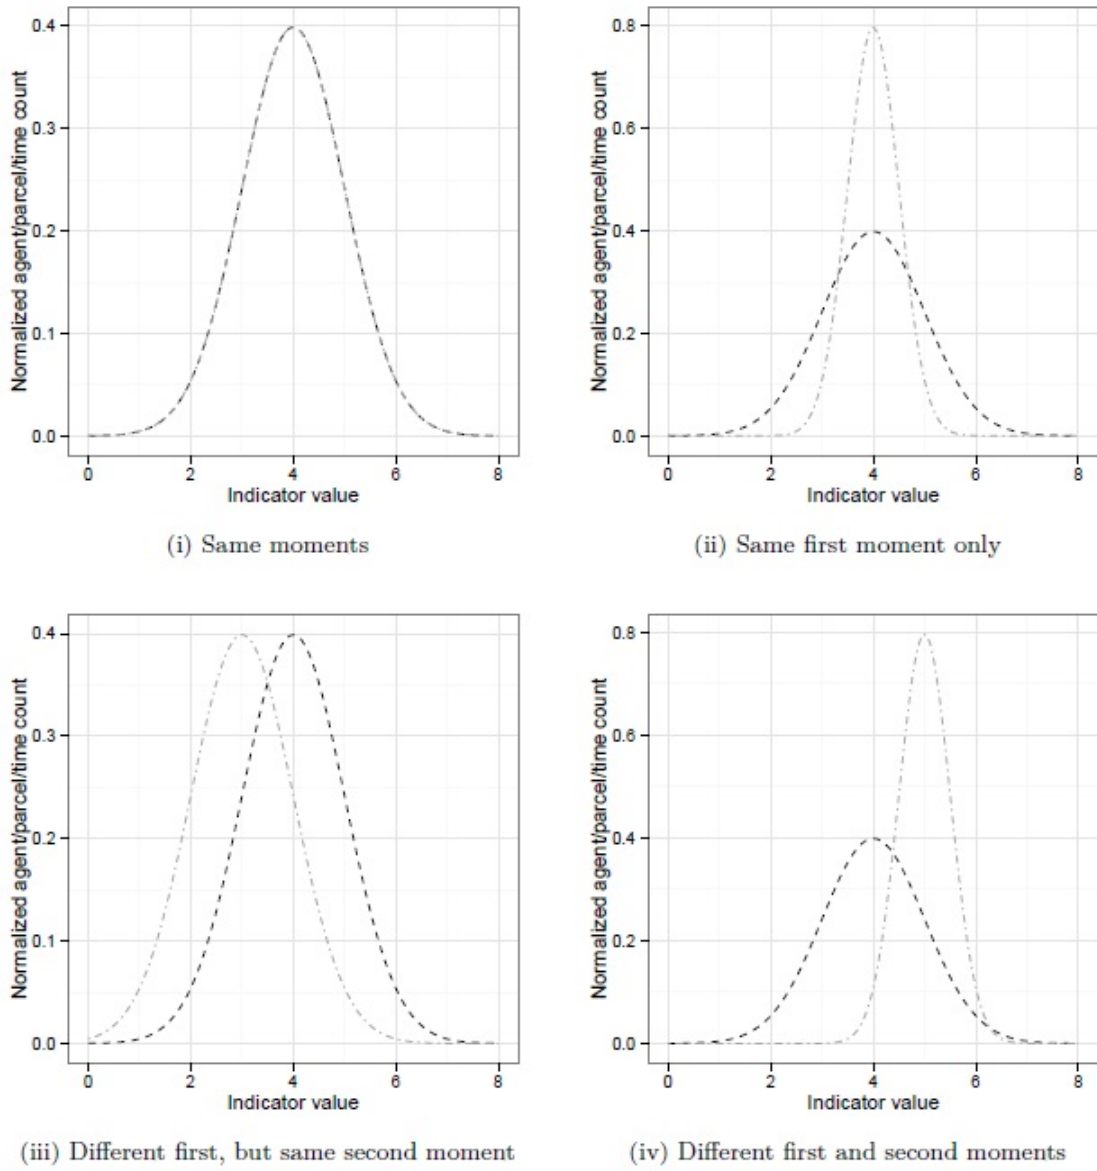 Normalized agent/parcel/time count
0.4
0.3
0.2
0.1
0.0
0 2 4 6 8
Indicator value
(i) Same moments
Normalized agent/parcel/time count
0.8
0.6
0.4
0.2
0.0
0 2 4 6 8
Indicator value
(ii) Same first moment only
Normalized agent/parcel/time count
0.4
0.3
0.2
0.1
0.0
0 2 4 6 8
Indicator value
(iii) Different first, but same second moment
Normalized agent/parcel/time count
0.8
0.6
0.4
0.2
0.0
0 2 4 6 8
Indicator value
(iv) Different first and second moments